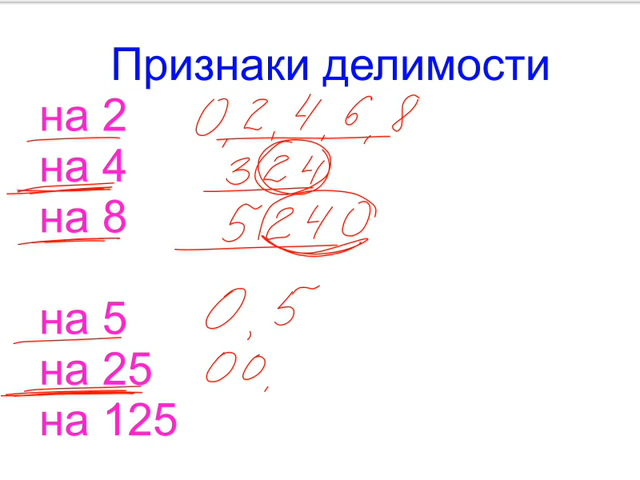 Признаки делимости
на 2 0, 2, 4, 6, 8
на 4 324
на 8 5240
на 5 0, 5
на 25 00,
на 125